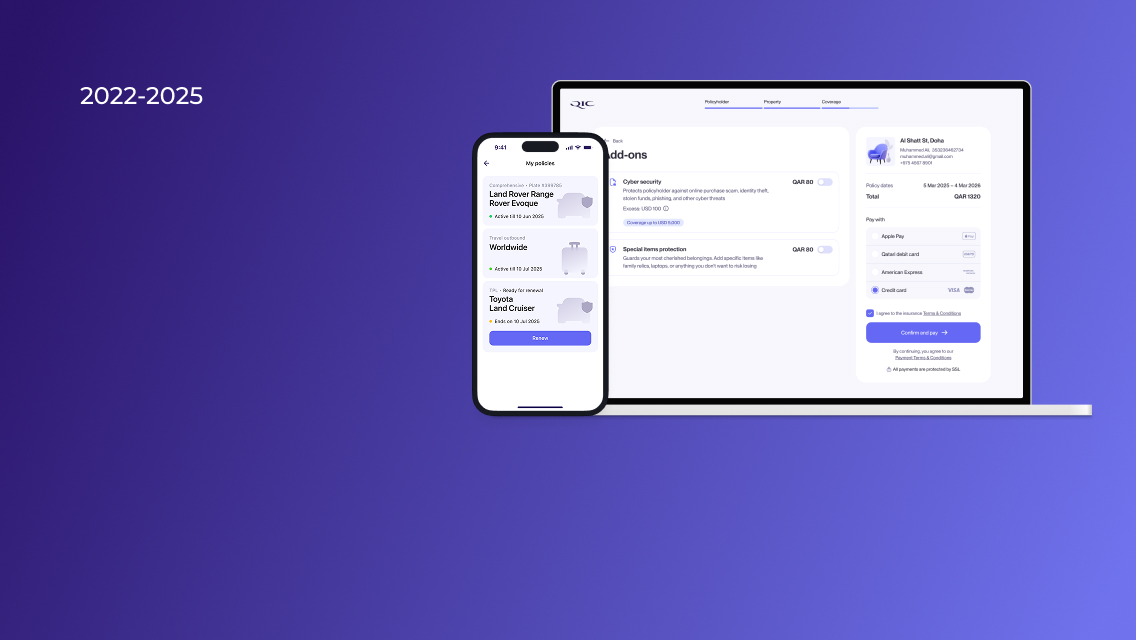 2022-2025
9:41
My policies
Comprehensive • Plate #398785
Land Rover Range
Rover Evoque
Active till 10 Jun 2025
Travel outbound
Worldwide
Active till 10 Jul 2025
TPL • Ready for renewal
Toyota
Land Cruiser
Ends on 10 Jul 2025
Renew
QIC
Policyholder
Property
Coverage
Back
Add-ons
Cyber security
QAR 80
Protects policyholder against online purchase scam, identity theft,
stolen funds, phishing, and other cyber threats
Excess: USD 100
Coverage up to USD 5,000
Special items protection
QAR 80
Guards your most cherished belongings. Add specific items like
family relics, laptops, or anything you don't want to risk losing
Al Shatt St, Doha
Muhammed Ali, 363238462734
muhammed.ali@gmail.com
+970 4567 8901
Policy dates
5 Mar 2025 – 4 Mar 2026
Total
QAR 1320
Pay with
Apple Pay
Qatari debit card
American Express
Credit card
VISA
I agree to the insurance Terms & Conditions
Confirm and pay
By continuing, you agree to our
Payment Terms & Conditions
All payments are protected by SSL